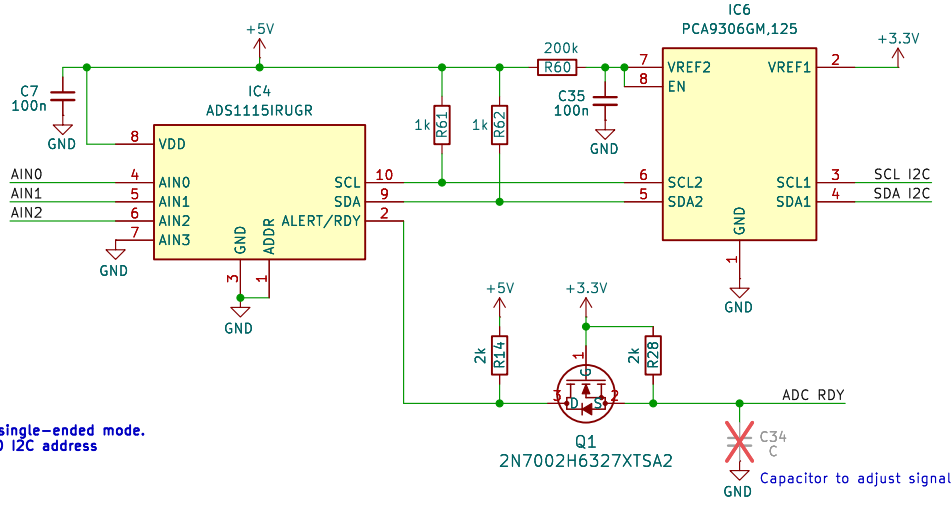 IC6
PCA9306GM,125
+5V
+3.3V
200k
R60
7
VREF2
VREF1
2
8
EN
C7
100n
GND
IC4
ADS1115IRUGR
C35
100n
GND
1k
R61
1k
R62
8
VDD
AIN0
4
AIN0
SCL
10
6
SCL2
SCL1
3
SCL I2C
AIN1
5
AIN1
SDA
9
5
SDA2
SDA1
4
SDA I2C
AIN2
6
AIN2
ALERT/RDY
2
7
AIN3
GND
ADDR
GND
GND
3
1
1
GND
GND
+5V
+3.3V
2k
R14
1
G
2k
R28
3
D
S
2
ADC RDY
Q1
2N7002H6327XTSA2
single-ended mode.
0 I2C address
C34
C
GND
Capacitor to adjust signal